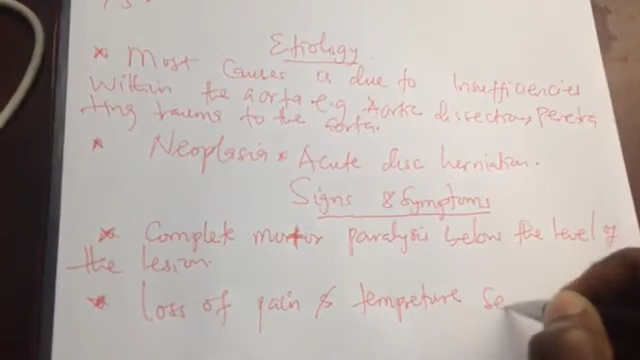 Etiology
* Most causes is due to Insufficiencies
within the aorta e.g aortic dissection, penetra
ting trauma to the aorta.
* Neoplasia * Acute disc herniation.
Signs & Symptoms
* Complete motor paralysis below the level of
the lesion.
* Loss of pain & tempreture Se